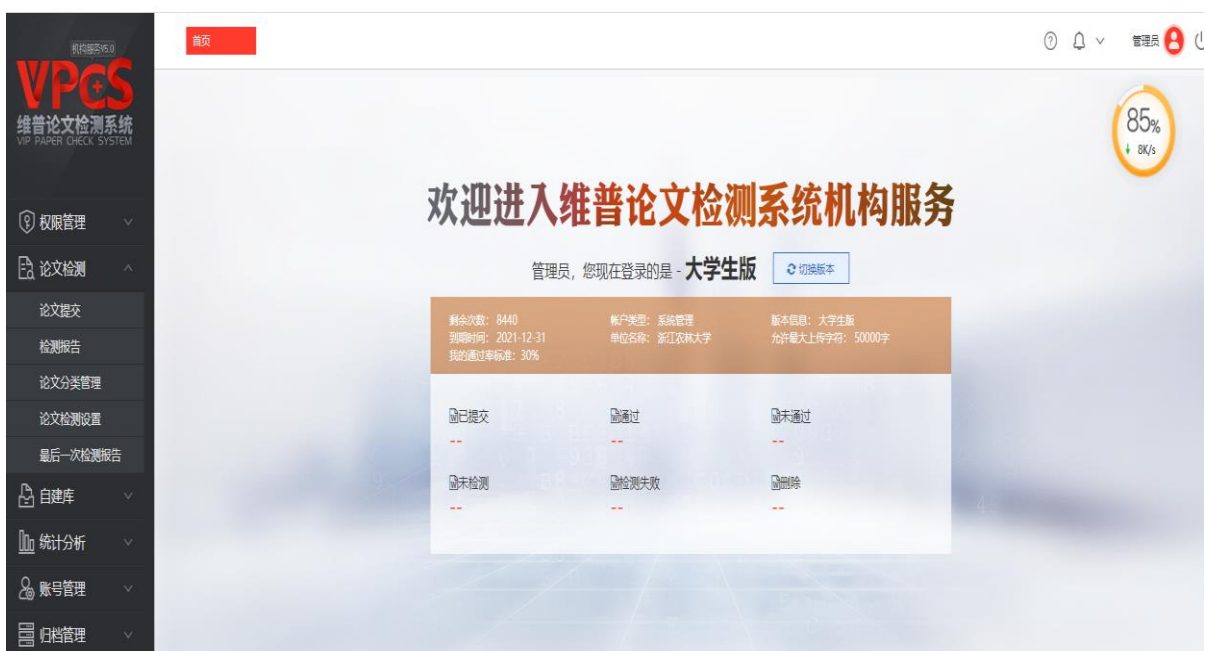 机构服务V5.0
VPCS
维普论文检测系统
VIP PAPER CHECK SYSTEM
首页
管理员
85%
8K/s
权限管理
论文检测
论文提交
检测报告
论文分类管理
论文检测设置
最后一次检测报告
自建库
统计分析
账号管理
归档管理
欢迎进入维普论文检测系统机构服务
管理员，您现在登录的是 - 大学生版 切换版本
剩余次数: 8440 帐户类型: 系统管理 版本信息: 大学生版
到期时间: 2021-12-31 单位名称: 浙江农林大学 允许最大上传字符: 50000字
我的通过率标准: 30%
已提交 通过 未通过
-- -- --
未检测 检测失败 删除
-- -- --